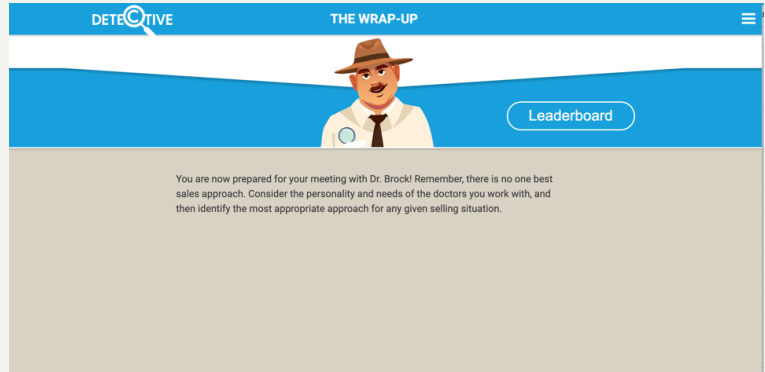 DETECTIVE
THE WRAP-UP
Leaderboard
You are now prepared for your meeting with Dr. Brock! Remember, there is no one best
sales approach. Consider the personality and needs of the doctors you work with, and
then identify the most appropriate approach for any given selling situation.